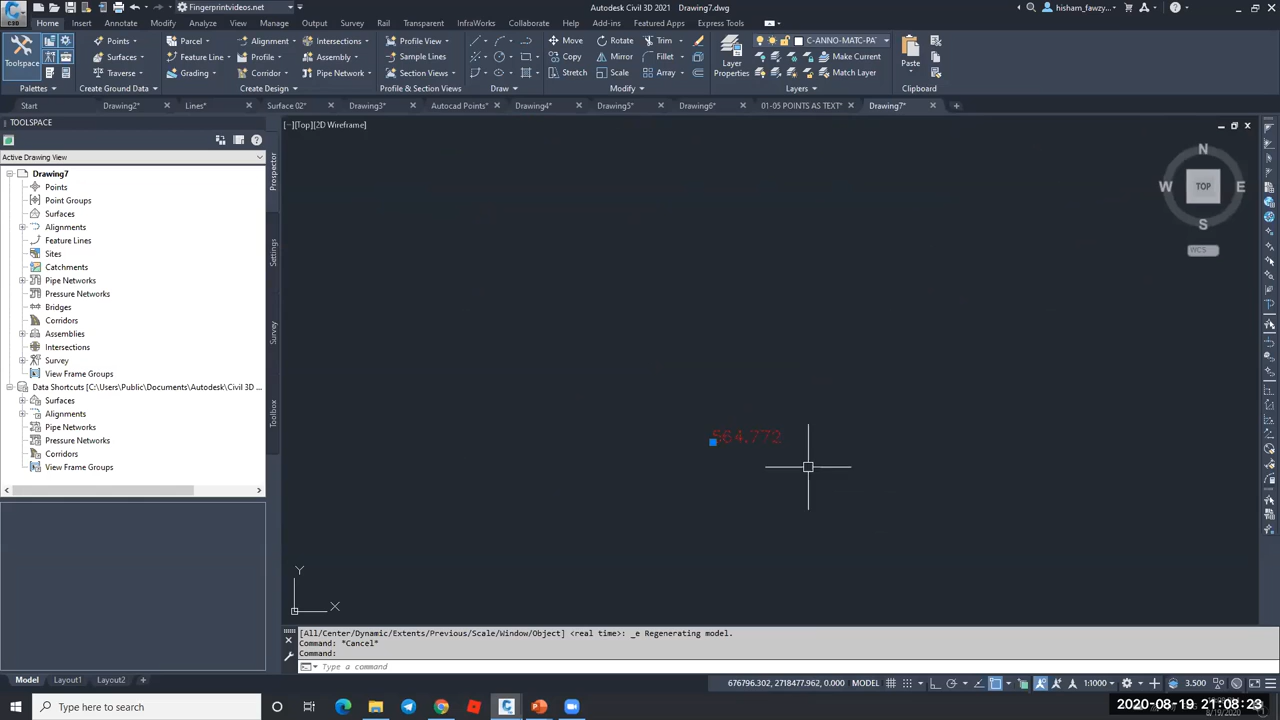 C3D
Fingerprintvideos.net
Autodesk Civil 3D 2021 Drawing7.dwg
hisham_fawzy...
Home Insert Annotate Modify Analyze View Manage Output Survey Rail Transparent InfraWorks Collaborate Help Add-ins Featured Apps Express Tools
Toolspace
Points
Surfaces
Traverse
Parcel
Feature Line
Grading
Alignment
Profile
Corridor
Intersections
Assembly
Pipe Network
Profile View
Sample Lines
Section Views
Move
Copy
Stretch
Rotate
Mirror
Scale
Trim
Fillet
Array
Layer
Properties
C-ANNO-MATC-PA
Make Current
Match Layer
Paste
Palettes Create Ground Data Create Design Profile & Section Views Draw Modify Layers Clipboard
Start Drawing2* Lines* Surface 02* Drawing3* Autocad Points* Drawing4* Drawing5* Drawing6* 01-05 POINTS AS TEXT* Drawing7*
TOOLSPACE
Active Drawing View
Drawing7
Points
Point Groups
Surfaces
Alignments
Feature Lines
Sites
Catchments
Pipe Networks
Pressure Networks
Bridges
Corridors
Assemblies
Intersections
Survey
View Frame Groups
Data Shortcuts [C:\Users\Public\Documents\Autodesk\Civil 3D ...
Surfaces
Alignments
Pipe Networks
Pressure Networks
Corridors
View Frame Groups
Prospector
Settings
Survey
Toolbox
[−][Top][2D Wireframe]
N
W TOP E
S
WCS
564.772
Y
X
[All/Center/Dynamic/Extents/Previous/Scale/Window/Object] <real time>: _e Regenerating model.
Command: *Cancel*
Command:
Type a command
Model Layout1 Layout2 +
676796.302, 2718477.962, 0.000 MODEL 1:1000 3.500
Type here to search
2020-08-19 21:08:23